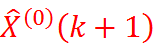 X̂⁽⁰⁾(k + 1)